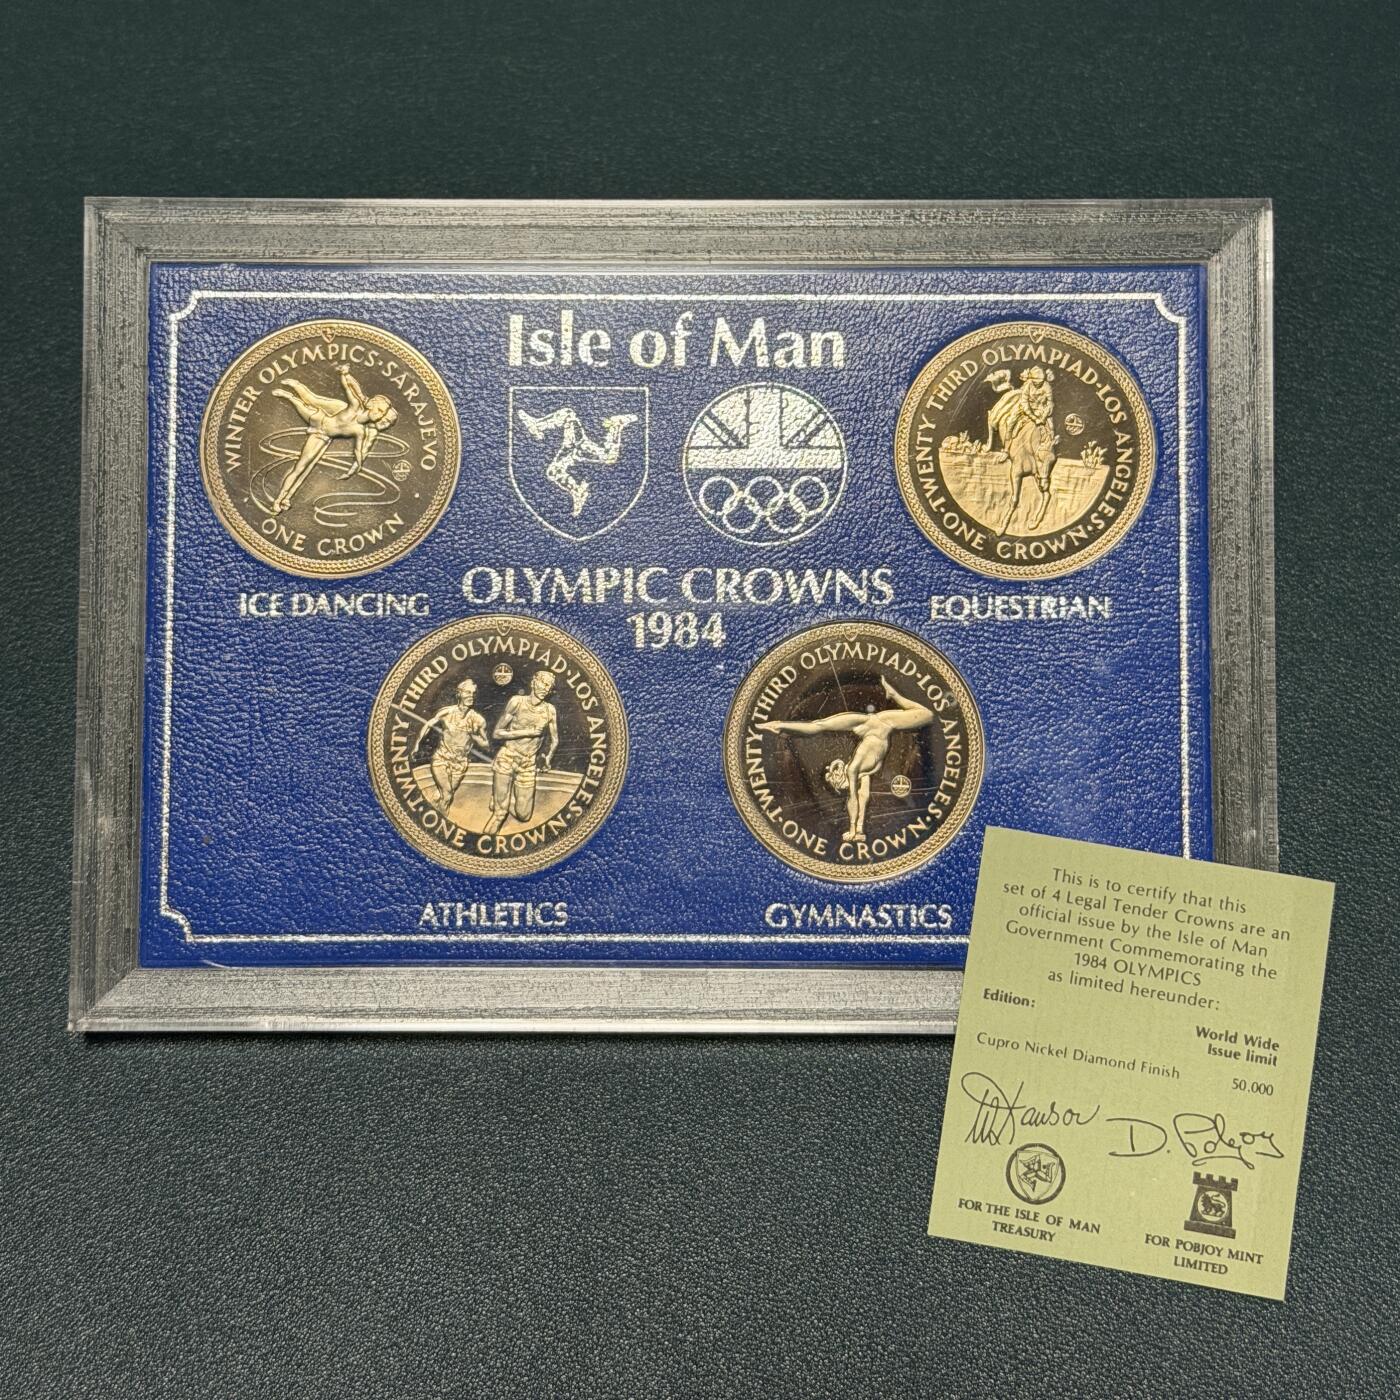 Isle of Man
WINTER OLYMPICS·SARAJEVO
ONE CROWN
TWENTY THIRD OLYMPIAD·LOS ANGELES·
·ONE CROWN·
ICE DANCING
OLYMPIC CROWNS
1984
EQUESTRIAN
TWENTY THIRD OLYMPIAD·LOS ANGELES·
·ONE CROWN·
TWENTY THIRD OLYMPIAD·LOS ANGELES·
·ONE CROWN·
ATHLETICS
GYMNASTICS
This is to certify that this
set of 4 Legal Tender Crowns are an
official issue by the Isle of Man
Government Commemorating the
1984 OLYMPICS
as limited hereunder:
Edition:
World Wide
Issue limit
Cupro Nickel Diamond Finish
50.000
D. Pobjoy
FOR THE ISLE OF MAN
TREASURY
FOR POBJOY MINT
LIMITED